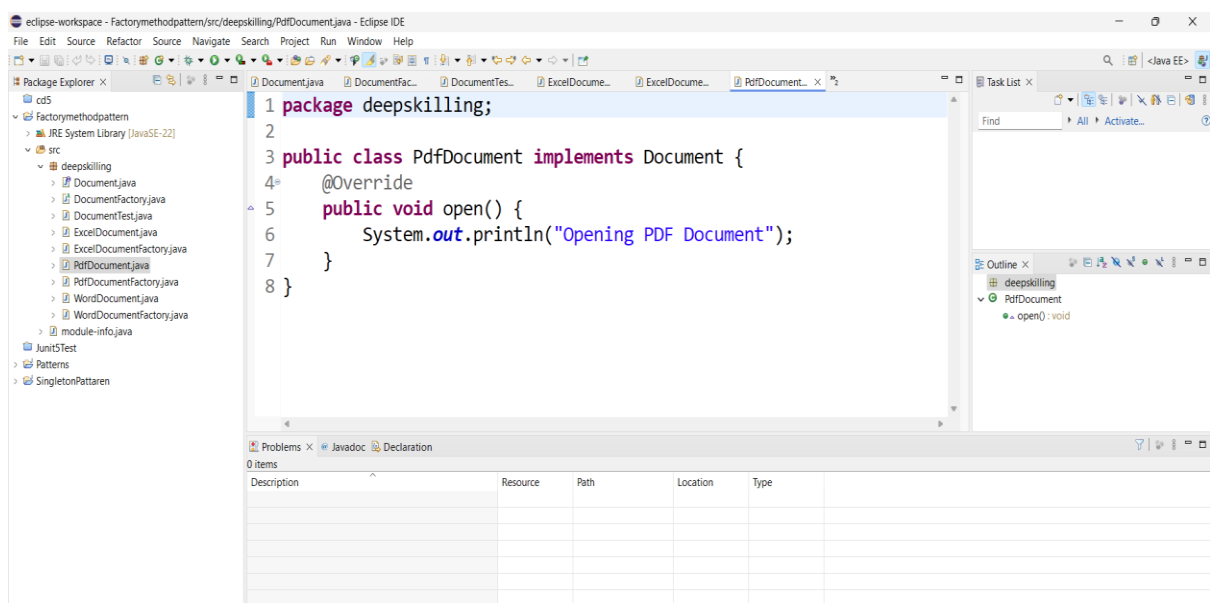 eclipse-workspace - Factorymethodpattern/src/deepskilling/PdfDocument.java - Eclipse IDE
File Edit Source Refactor Source Navigate Search Project Run Window Help
<Java EE>
Package Explorer
cd5
Factorymethodpattern
JRE System Library [JavaSE-22]
src
deepskilling
Document.java
DocumentFactory.java
DocumentTest.java
ExcelDocument.java
ExcelDocumentFactory.java
PdfDocument.java
PdfDocumentFactory.java
WordDocument.java
WordDocumentFactory.java
module-info.java
Junit5Test
Patterns
SingletonPattaren
Document.java DocumentFac... DocumentTes... ExcelDocume... ExcelDocume... PdfDocument... "2
1 package deepskilling;
2
3 public class PdfDocument implements Document {
4 @Override
5 public void open() {
6 System.out.println("Opening PDF Document");
7 }
8 }
Task List
Find All Activate...
Outline
deepskilling
PdfDocument
open() : void
Problems Javadoc Declaration
0 items
Description Resource Path Location Type